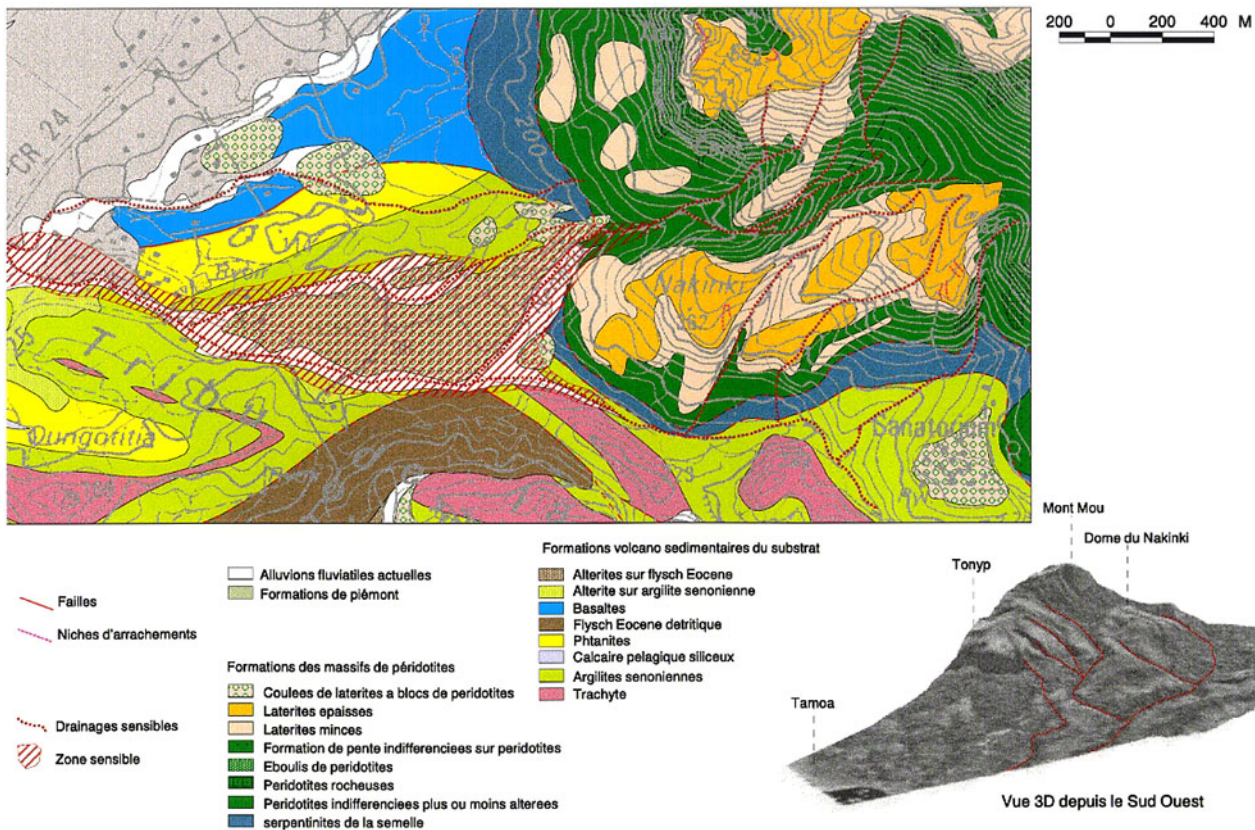 200 0 200 400 M
CR 24
200
Nakinki
262
Oungotitia
Sanatorium
Failles
Niches d'arrachements
Drainages sensibles
Zone sensible
Alluvions fluviatiles actuelles
Formations de piémont
Formations des massifs de péridotites
Coulees de laterites a blocs de peridotites
Laterites epaisses
Laterites minces
Formation de pente indifferenciees sur peridotites
Eboulis de peridotites
Peridotites rocheuses
Peridotites indifferenciees plus ou moins alterees
serpentinites de la semelle
Formations volcano sedimentaires du substrat
Alterites sur flysch Eocene
Alterite sur argilite senonienne
Basaltes
Flysch Eocene detritique
Phtanites
Calcaire pelagique siliceux
Argilites senoniennes
Trachyte
Mont Mou
Dome du Nakinki
Tonyp
Tamoa
Vue 3D depuis le Sud Ouest